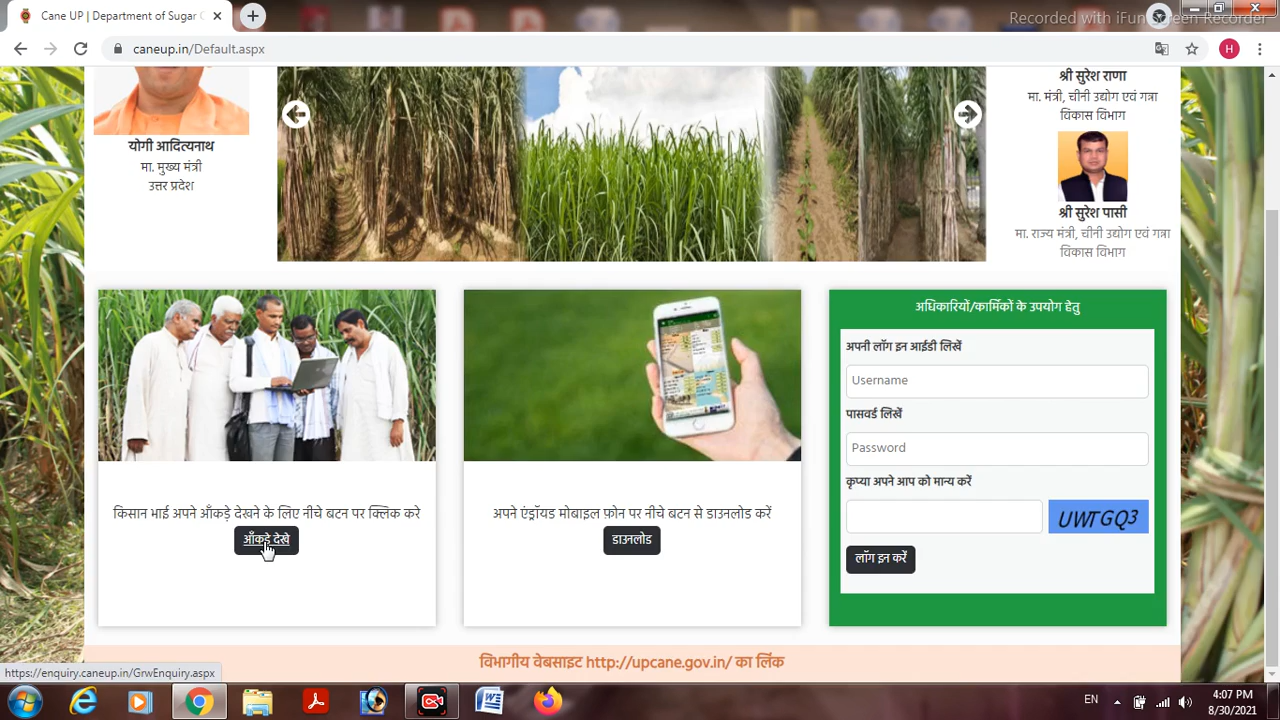 Cane UP | Department of Sugar C
Recorded with iFun Screen Recorder
caneup.in/Default.aspx
H
योगी आदित्यनाथ
मा. मुख्य मंत्री
उत्तर प्रदेश
श्री सुरेश राणा
मा. मंत्री, चीनी उद्योग एवं गन्ना
विकास विभाग
श्री सुरेश पासी
मा. राज्य मंत्री, चीनी उद्योग एवं गन्ना
विकास विभाग
किसान भाई अपने आँकड़े देखने के लिए नीचे बटन पर क्लिक करे
आँकड़े देखे
अपने एंड्रॉयड मोबाइल फ़ोन पर नीचे बटन से डाउनलोड करें
डाउनलोड
अधिकारियों/कार्मिकों के उपयोग हेतु
अपनी लॉग इन आईडी लिखें
Username
पासवर्ड लिखें
Password
कृप्या अपने आप को मान्य करें
UWTGQ3
लॉग इन करें
विभागीय वेबसाइट http://upcane.gov.in/ का लिंक
https://enquiry.caneup.in/GrwEnquiry.aspx
EN
4:07 PM
8/30/2021